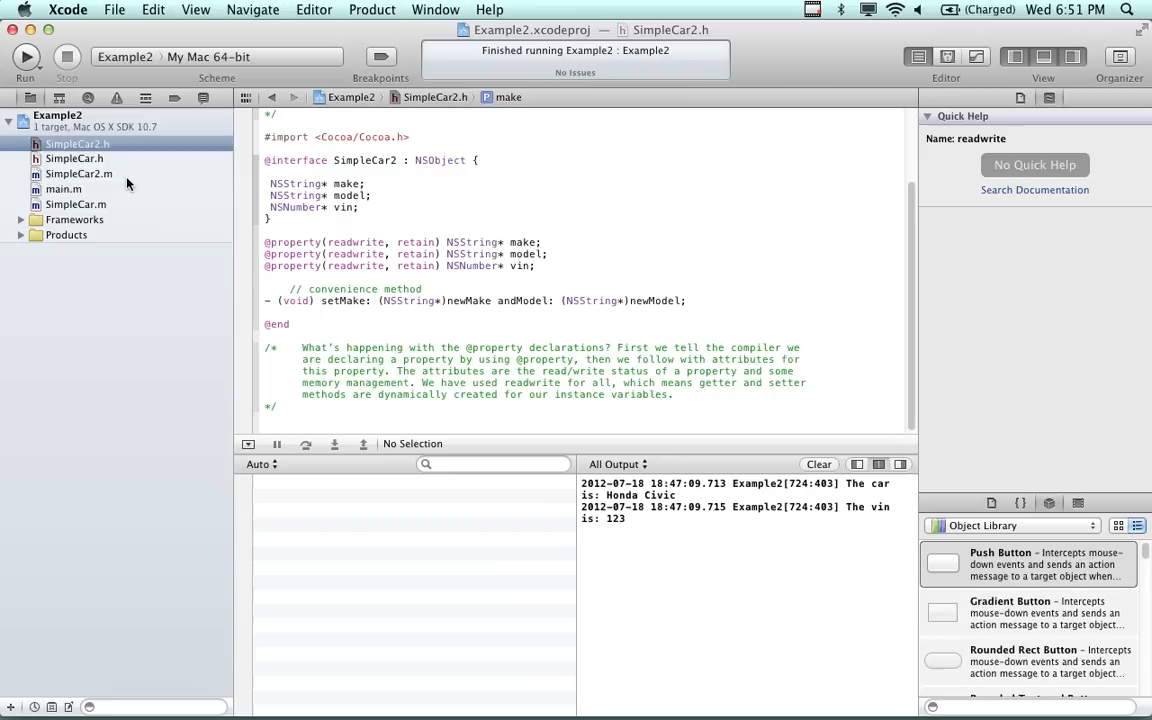 Xcode File Edit View Navigate Editor Product Window Help (Charged) Wed 6:51 PM
Example2.xcodeproj — SimpleCar2.h
Example2 My Mac 64-bit
Finished running Example2 : Example2
No Issues
Run Stop Scheme Breakpoints Editor View Organizer
Example2
1 target, Mac OS X SDK 10.7
SimpleCar2.h
SimpleCar.h
SimpleCar2.m
main.m
SimpleCar.m
Frameworks
Products
Example2 SimpleCar2.h make
*/
#import <Cocoa/Cocoa.h>
@interface SimpleCar2 : NSObject {
NSString* make;
NSString* model;
NSNumber* vin;
}
@property(readwrite, retain) NSString* make;
@property(readwrite, retain) NSString* model;
@property(readwrite, retain) NSNumber* vin;
// convenience method
- (void) setMake: (NSString*)newMake andModel: (NSString*)newModel;
@end
/* What's happening with the @property declarations? First we tell the compiler we
are declaring a property by using @property, then we follow with attributes for
this property. The attributes are the read/write status of a property and some
memory management. We have used readwrite for all, which means getter and setter
methods are dynamically created for our instance variables.
*/
No Selection
Auto
All Output Clear
2012-07-18 18:47:09.713 Example2[724:403] The car
is: Honda Civic
2012-07-18 18:47:09.715 Example2[724:403] The vin
is: 123
Quick Help
Name: readwrite
No Quick Help
Search Documentation
Object Library
Push Button – Intercepts mouse-
down events and sends an action
message to a target object when...
Gradient Button – Intercepts
mouse-down events and sends an
action message to a target object...
Rounded Rect Button – Intercepts
mouse-down events and sends an
action message to a target object...